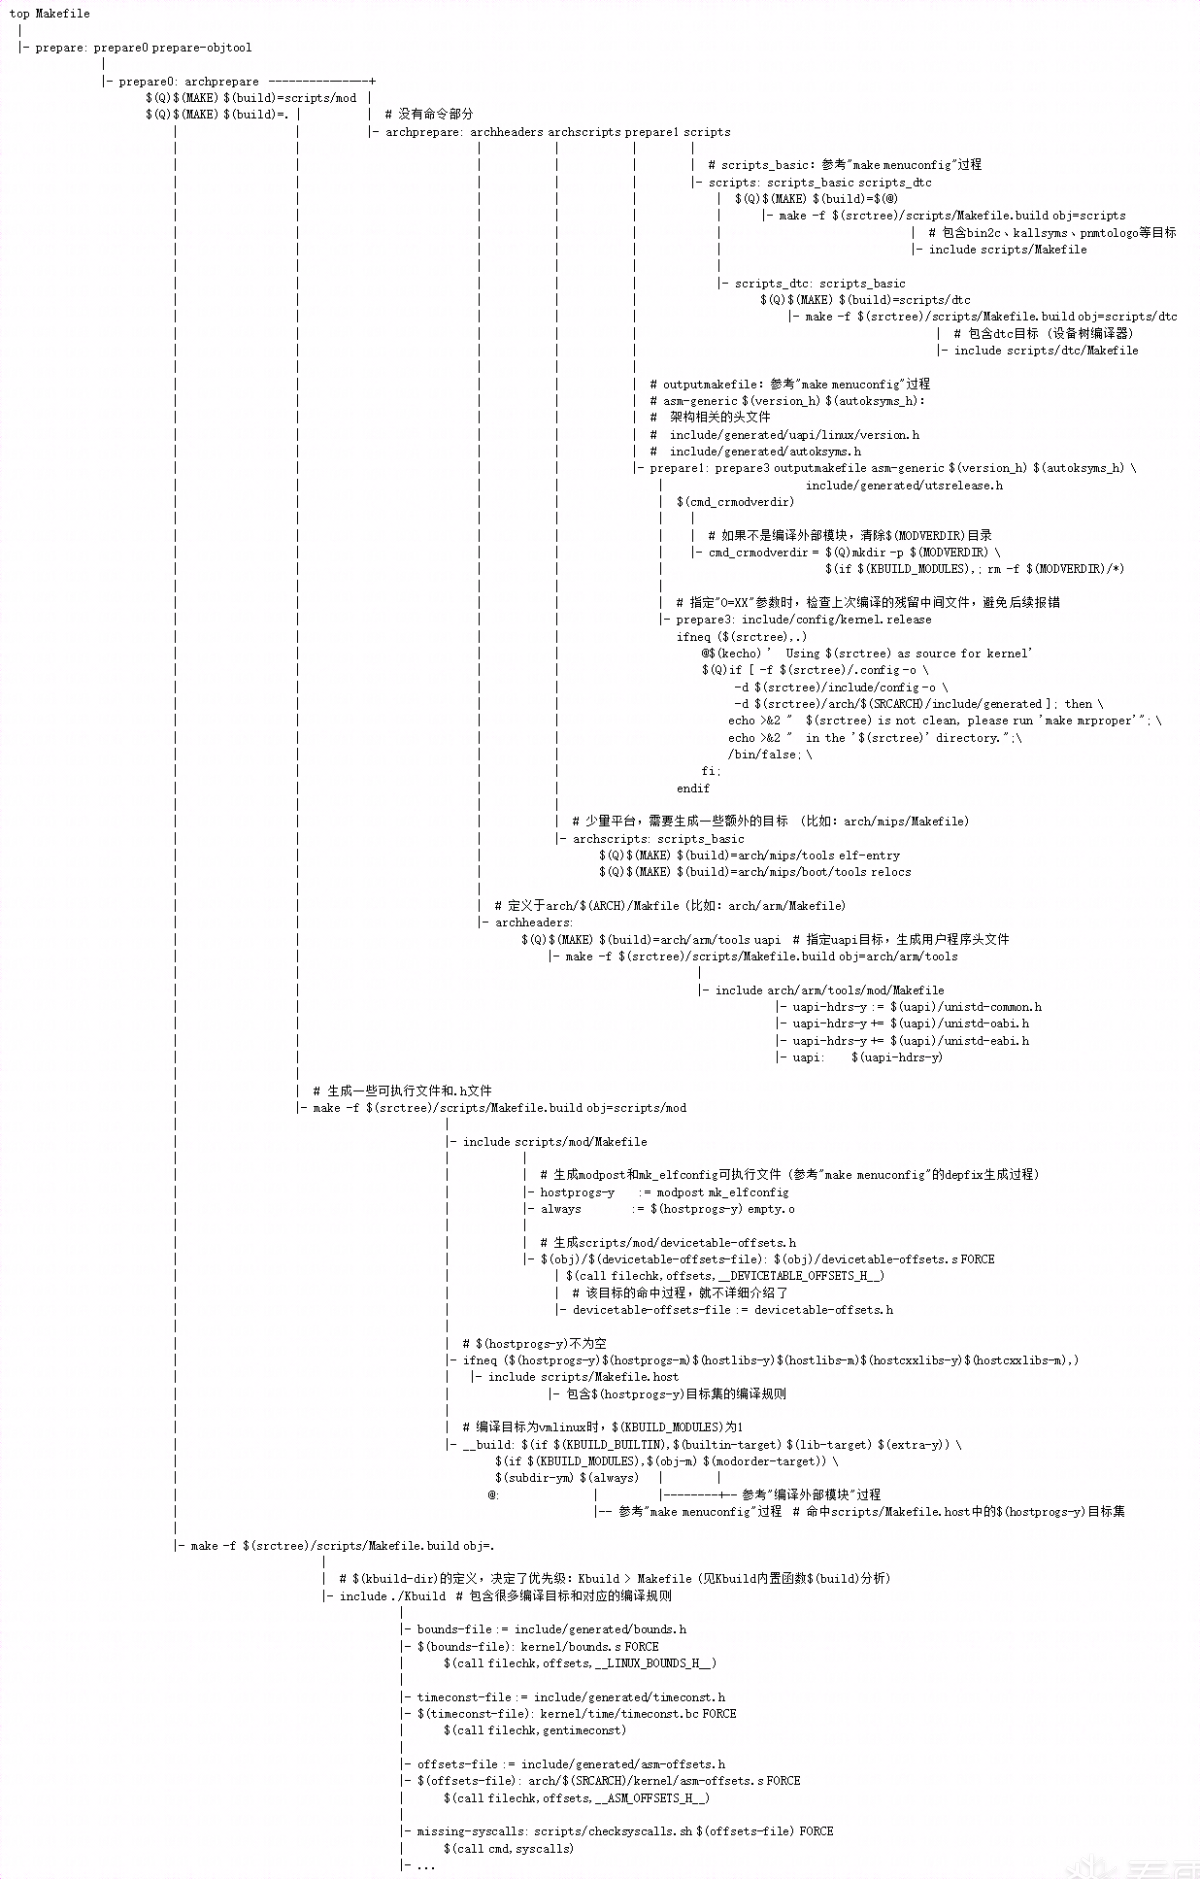 top Makefile
|- prepare: prepare0 prepare-objtool
|- prepare0: archprepare ---------------+
$(Q)$(MAKE) $(build)=scripts/mod
$(Q)$(MAKE) $(build)=.
# 没有命令部分
|- archprepare: archheaders archscripts prepare1 scripts
# scripts_basic: 参考"make menuconfig"过程
|- scripts: scripts_basic scripts_dtc
$(Q)$(MAKE) $(build)=$(@)
|- make -f $(srctree)/scripts/Makefile.build obj=scripts
# 包含bin2c、kallsyms、pnmtologo等目标
|- include scripts/Makefile
|- scripts_dtc: scripts_basic
$(Q)$(MAKE) $(build)=scripts/dtc
|- make -f $(srctree)/scripts/Makefile.build obj=scripts/dtc
# 包含dtc目标（设备树编译器）
|- include scripts/dtc/Makefile
# outputmakefile: 参考"make menuconfig"过程
# asm-generic $(version_h) $(autoksyms_h):
# 架构相关的头文件
# include/generated/uapi/linux/version.h
# include/generated/autoksyms.h
|- prepare1: prepare3 outputmakefile asm-generic $(version_h) $(autoksyms_h) \
include/generated/utsrelease.h
$(cmd_crmodverdir)
# 如果不是编译外部模块，清除$(MODVERDIR)目录
|- cmd_crmodverdir = $(Q)mkdir -p $(MODVERDIR) \
$(if $(KBUILD_MODULES),; rm -f $(MODVERDIR)/*)
# 指定"O=XX"参数时，检查上次编译的残留中间文件，避免后续报错
|- prepare3: include/config/kernel.release
ifneq ($(srctree),.)
@$(kecho) '  Using $(srctree) as source for kernel'
$(Q)if [ -f $(srctree)/.config -o \
-d $(srctree)/include/config -o \
-d $(srctree)/arch/$(SRCARCH)/include/generated ]; then \
echo >&2 "  $(srctree) is not clean, please run 'make mrproper'"; \
echo >&2 "  in the '$(srctree)' directory.";\
/bin/false; \
fi;
endif
# 少量平台，需要生成一些额外的目标 （比如：arch/mips/Makefile）
|- archscripts: scripts_basic
$(Q)$(MAKE) $(build)=arch/mips/tools elf-entry
$(Q)$(MAKE) $(build)=arch/mips/boot/tools relocs
# 定义于arch/$(ARCH)/Makfile（比如：arch/arm/Makefile）
|- archheaders:
$(Q)$(MAKE) $(build)=arch/arm/tools uapi  # 指定uapi目标，生成用户程序头文件
|- make -f $(srctree)/scripts/Makefile.build obj=arch/arm/tools
|- include arch/arm/tools/mod/Makefile
|- uapi-hdrs-y := $(uapi)/unistd-common.h
|- uapi-hdrs-y += $(uapi)/unistd-oabi.h
|- uapi-hdrs-y += $(uapi)/unistd-eabi.h
|- uapi:    $(uapi-hdrs-y)
# 生成一些可执行文件和.h文件
|- make -f $(srctree)/scripts/Makefile.build obj=scripts/mod
|- include scripts/mod/Makefile
# 生成modpost和mk_elfconfig可执行文件（参考"make menuconfig"的depfix生成过程）
|- hostprogs-y   := modpost mk_elfconfig
|- always        := $(hostprogs-y) empty.o
# 生成scripts/mod/devicetable-offsets.h
|- $(obj)/$(devicetable-offsets-file): $(obj)/devicetable-offsets.s FORCE
$(call filechk,offsets,__DEVICETABLE_OFFSETS_H__)
# 该目标的命中过程，就不详细介绍了
|- devicetable-offsets-file := devicetable-offsets.h
# $(hostprogs-y)不为空
|- ifneq ($(hostprogs-y)$(hostprogs-m)$(hostlibs-y)$(hostlibs-m)$(hostcxxlibs-y)$(hostcxxlibs-m),)
|- include scripts/Makefile.host
|- 包含$(hostprogs-y)目标集的编译规则
# 编译目标为vmlinux时，$(KBUILD_MODULES)为1
|- __build: $(if $(KBUILD_BUILTIN),$(builtin-target) $(lib-target) $(extra-y)) \
$(if $(KBUILD_MODULES),$(obj-m) $(modorder-target)) \
$(subdir-ym) $(always)
@: |--------+-- 参考"编译外部模块"过程
|-- 参考"make menuconfig"过程  # 命中scripts/Makefile.host中的$(hostprogs-y)目标集
|- make -f $(srctree)/scripts/Makefile.build obj=.
# $(kbuild-dir)的定义，决定了优先级：Kbuild > Makefile（见Kbuild内置函数$(build)分析）
|- include ./Kbuild  # 包含很多编译目标和对应的编译规则
|- bounds-file := include/generated/bounds.h
|- $(bounds-file): kernel/bounds.s FORCE
$(call filechk,offsets,__LINUX_BOUNDS_H__)
|- timeconst-file := include/generated/timeconst.h
|- $(timeconst-file): kernel/time/timeconst.bc FORCE
$(call filechk,gentimeconst)
|- offsets-file := include/generated/asm-offsets.h
|- $(offsets-file): arch/$(SRCARCH)/kernel/asm-offsets.s FORCE
$(call filechk,offsets,__ASM_OFFSETS_H__)
|- missing-syscalls: scripts/checksyscalls.sh $(offsets-file) FORCE
$(call cmd,syscalls)
|- ...